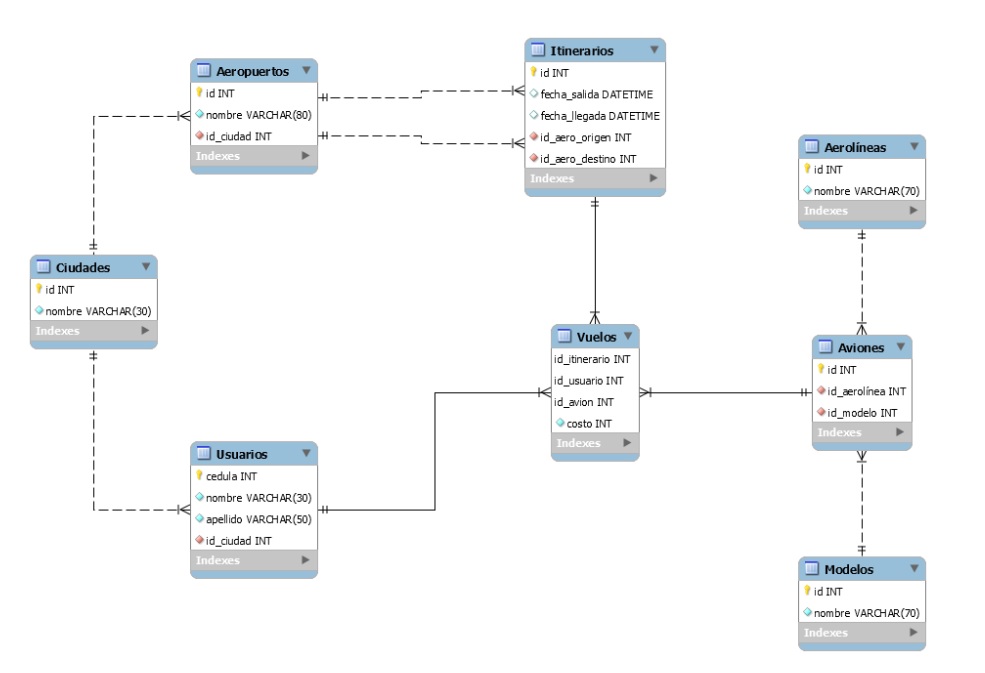 Aeropuertos
id INT
nombre VARCHAR(80)
id_ciudad INT
Indexes
Itinerarios
id INT
fecha_salida DATETIME
fecha_llegada DATETIME
id_aero_origen INT
id_aero_destino INT
Indexes
Aerolíneas
id INT
nombre VARCHAR(70)
Indexes
Ciudades
id INT
nombre VARCHAR(30)
Indexes
Vuelos
id_itinerario INT
id_usuario INT
id_avion INT
costo INT
Indexes
Aviones
id INT
id_aerolínea INT
id_modelo INT
Indexes
Usuarios
cedula INT
nombre VARCHAR(30)
apellido VARCHAR(50)
id_ciudad INT
Indexes
Modelos
id INT
nombre VARCHAR(70)
Indexes